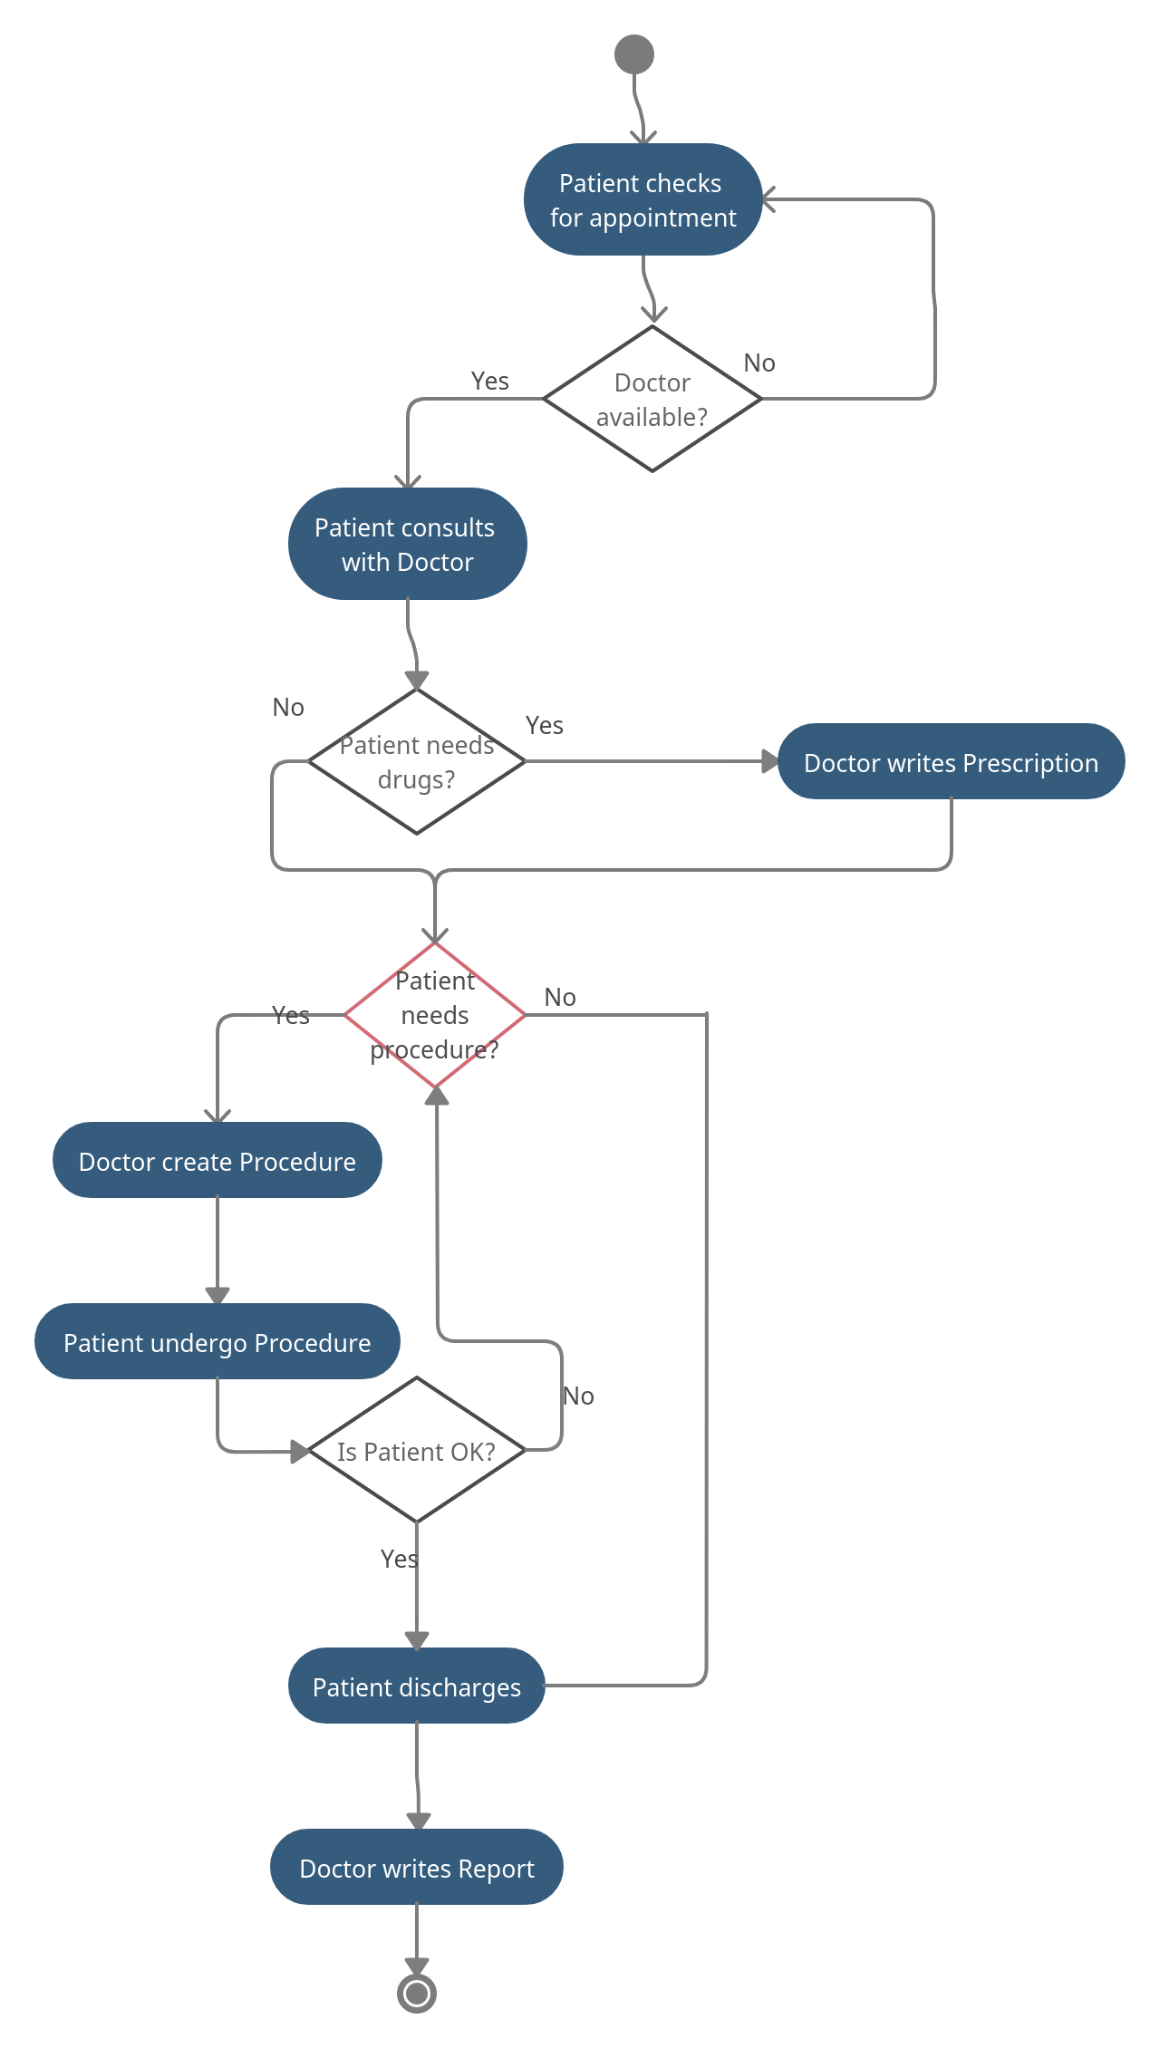 Patient checks
for appointment
Doctor
available?
No
Yes
Patient consults
with Doctor
No
Patient needs
drugs?
Yes
Doctor writes Prescription
Patient
needs
procedure?
No
Yes
Doctor create Procedure
Patient undergo Procedure
No
Is Patient OK?
Yes
Patient discharges
Doctor writes Report